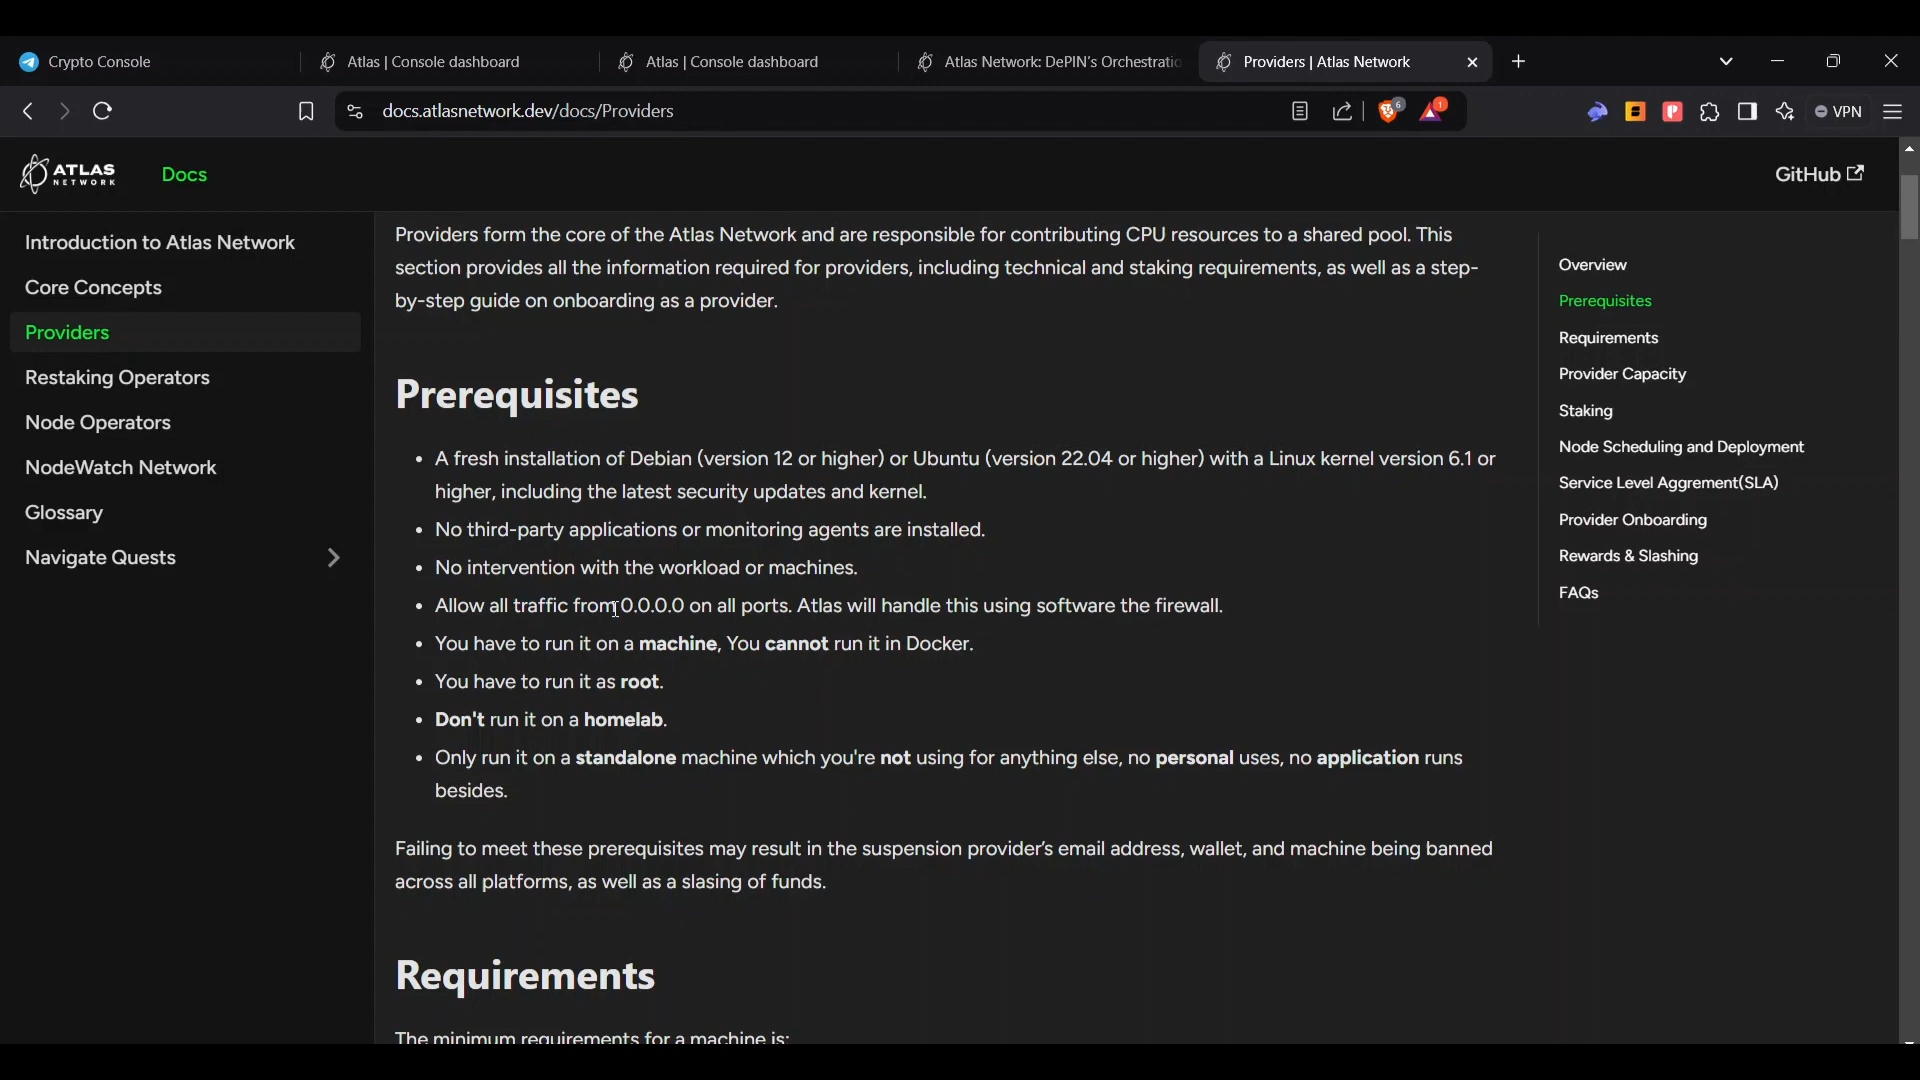 Crypto Console
Atlas | Console dashboard
Atlas | Console dashboard
Atlas Network: DePIN's Orchestratio
Providers | Atlas Network
docs.atlasnetwork.dev/docs/Providers
6
1
VPN
ATLAS
NETWORK
Docs
GitHub
Introduction to Atlas Network
Core Concepts
Providers
Restaking Operators
Node Operators
NodeWatch Network
Glossary
Navigate Quests
Providers form the core of the Atlas Network and are responsible for contributing CPU resources to a shared pool. This
section provides all the information required for providers, including technical and staking requirements, as well as a step-
by-step guide on onboarding as a provider.
Prerequisites
• A fresh installation of Debian (version 12 or higher) or Ubuntu (version 22.04 or higher) with a Linux kernel version 6.1 or
higher, including the latest security updates and kernel.
• No third-party applications or monitoring agents are installed.
• No intervention with the workload or machines.
• Allow all traffic from 0.0.0.0 on all ports. Atlas will handle this using software the firewall.
• You have to run it on a machine, You cannot run it in Docker.
• You have to run it as root.
• Don't run it on a homelab.
• Only run it on a standalone machine which you're not using for anything else, no personal uses, no application runs
besides.
Failing to meet these prerequisites may result in the suspension provider's email address, wallet, and machine being banned
across all platforms, as well as a slasing of funds.
Requirements
The minimum requirements for a machine is:
Overview
Prerequisites
Requirements
Provider Capacity
Staking
Node Scheduling and Deployment
Service Level Aggrement(SLA)
Provider Onboarding
Rewards & Slashing
FAQs